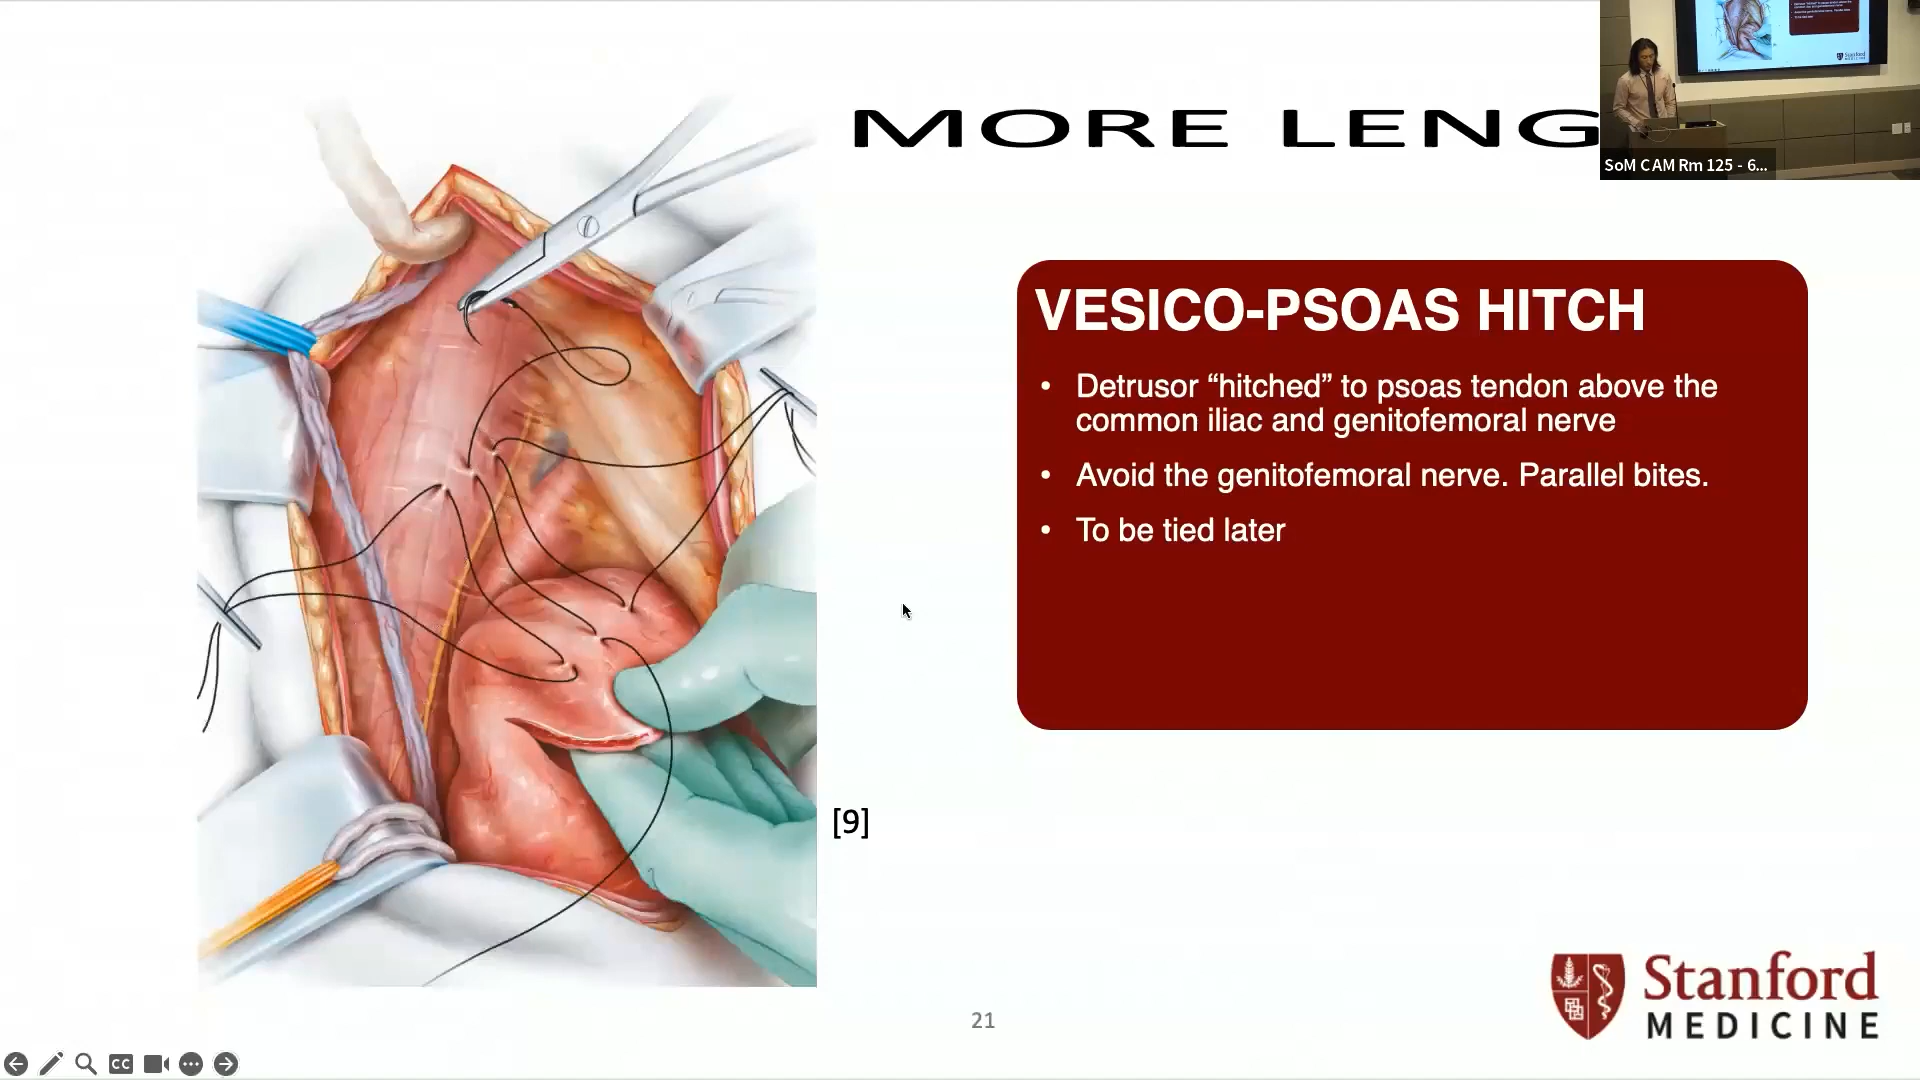 MORE LENG
SoM CAM Rm 125 - 6...
VESICO-PSOAS HITCH
• Detrusor “hitched” to psoas tendon above the
common iliac and genitofemoral nerve
• Avoid the genitofemoral nerve. Parallel bites.
• To be tied later
[9]
21
Stanford
MEDICINE
CC